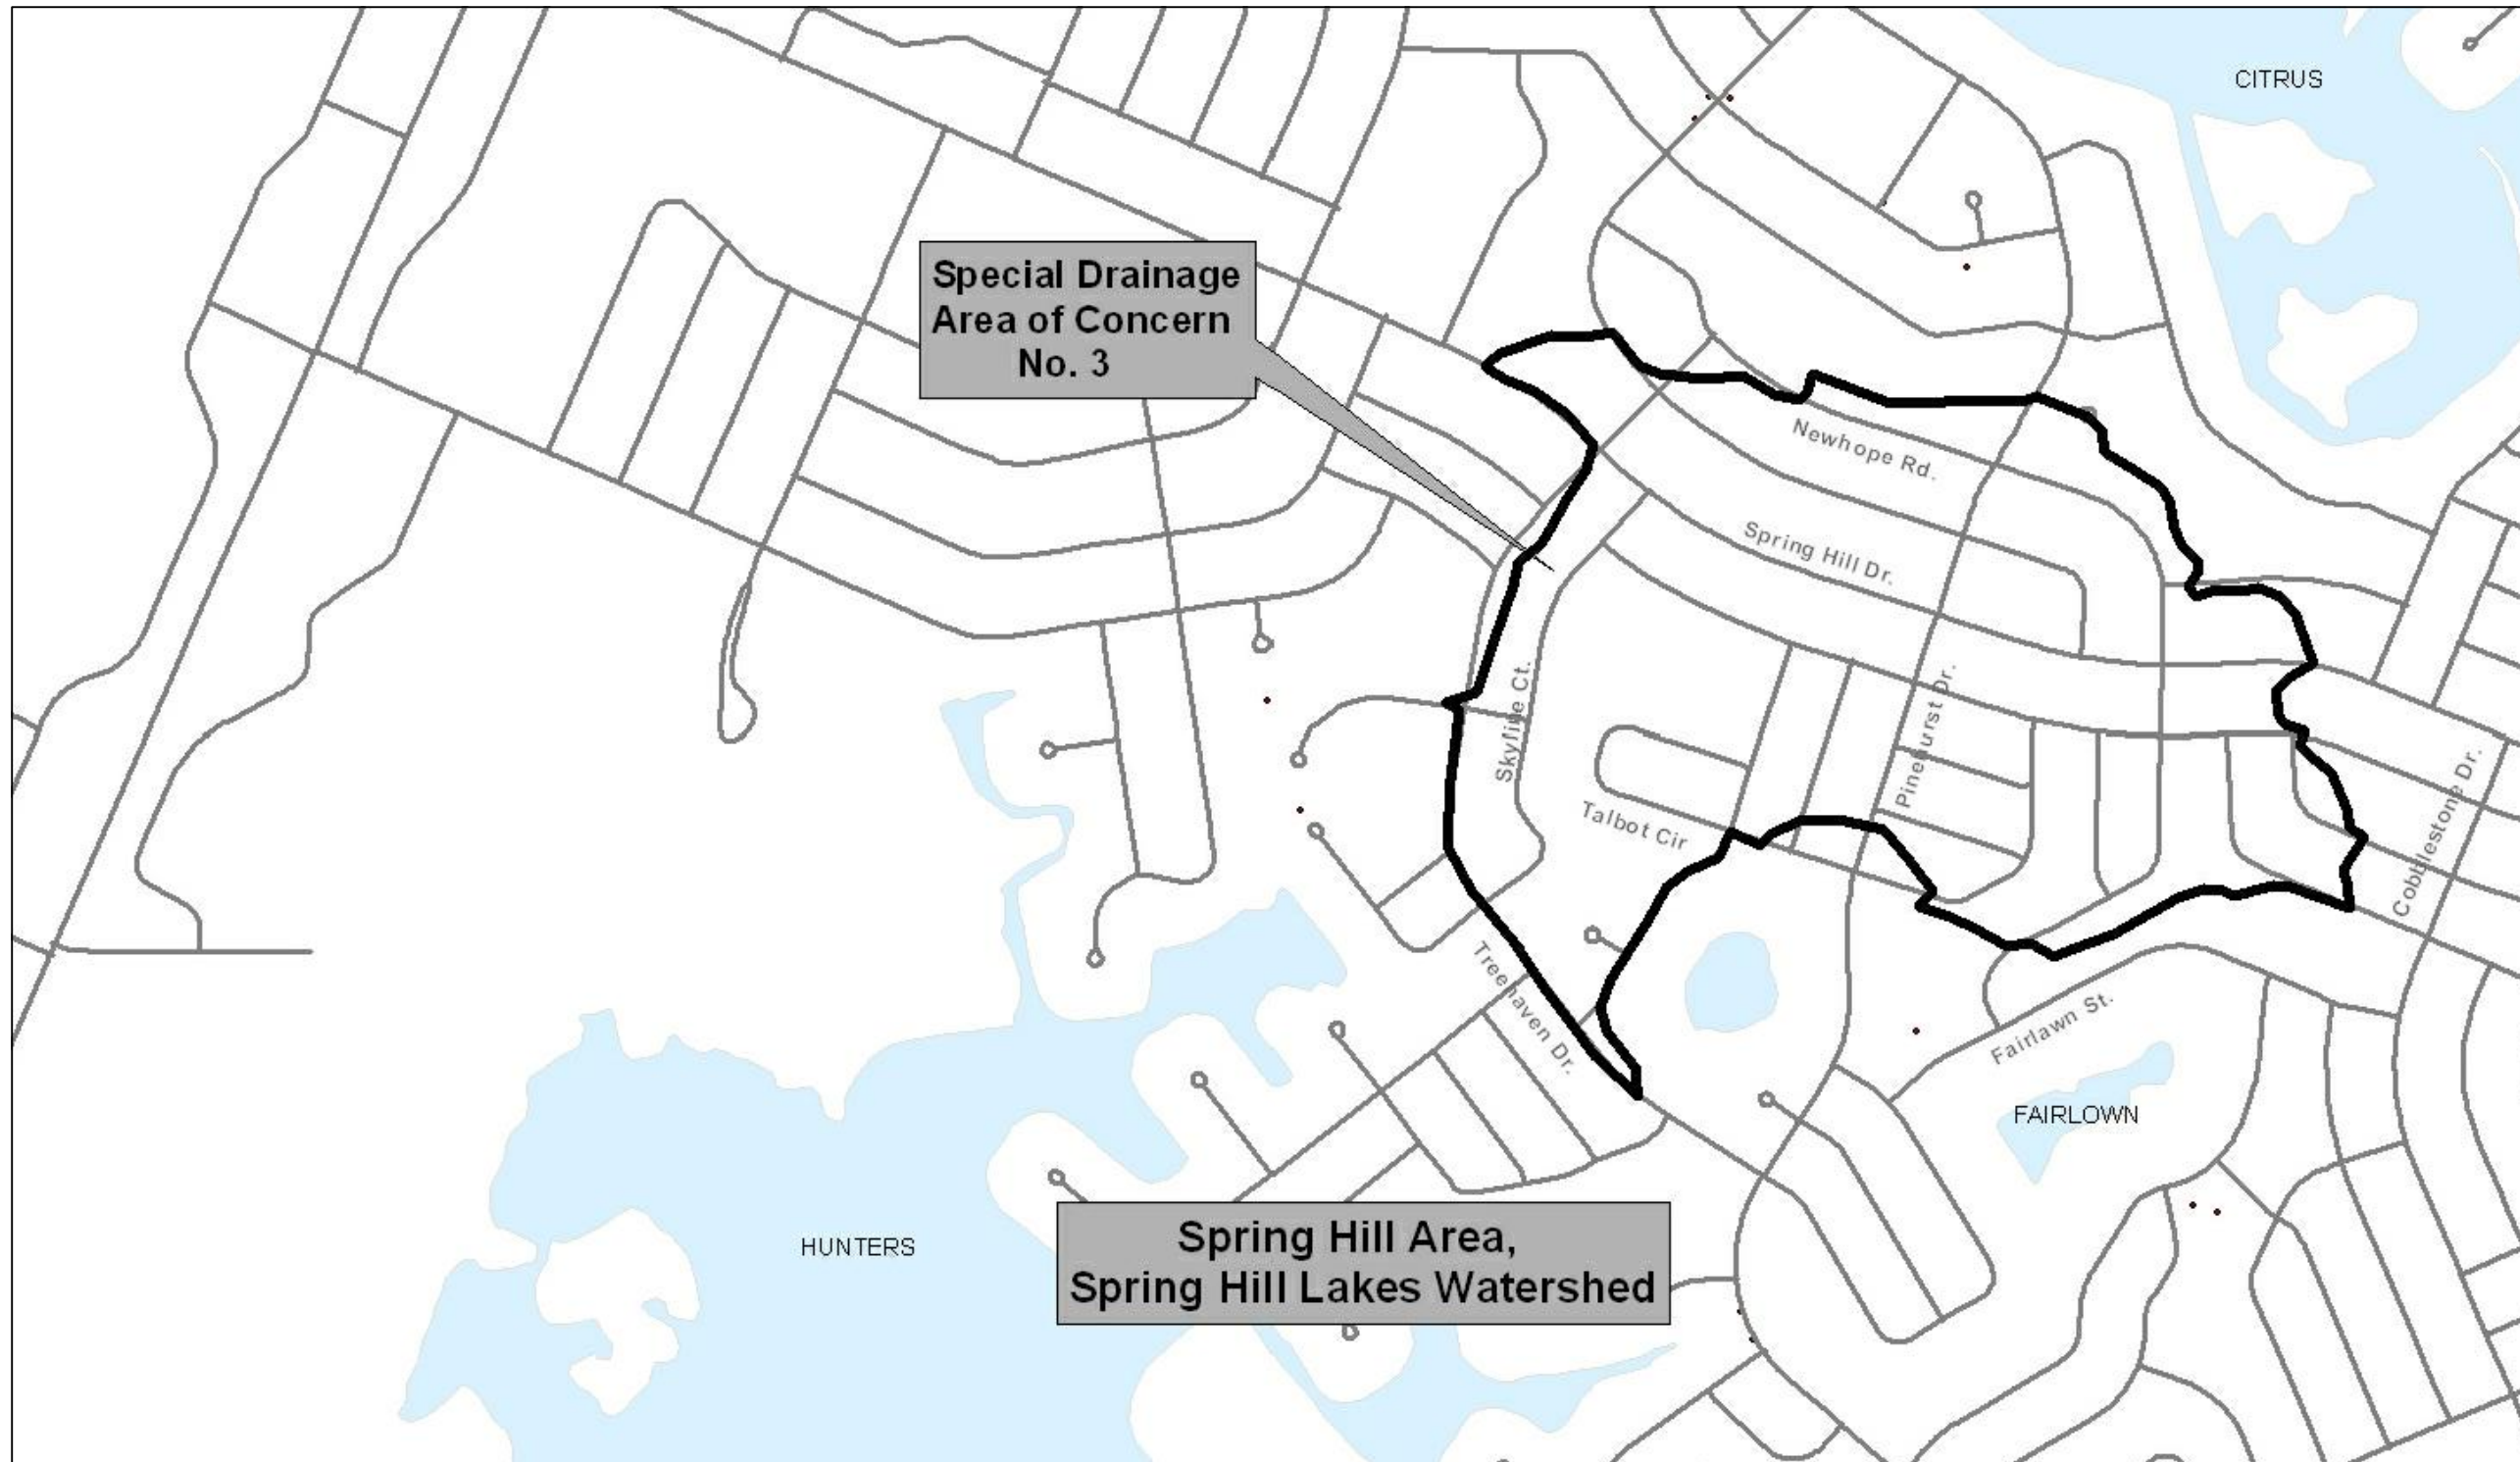 CITRUS
Special Drainage
Area of Concern
No. 3
Newhope Rd.
Spring Hill Dr.
Skyline Ct.
Pinehurst Dr.
Talbot Cir
Cobblestone Dr.
Treehaven Dr.
Fairlawn St.
FAIRLOWN
HUNTERS
Spring Hill Area,
Spring Hill Lakes Watershed